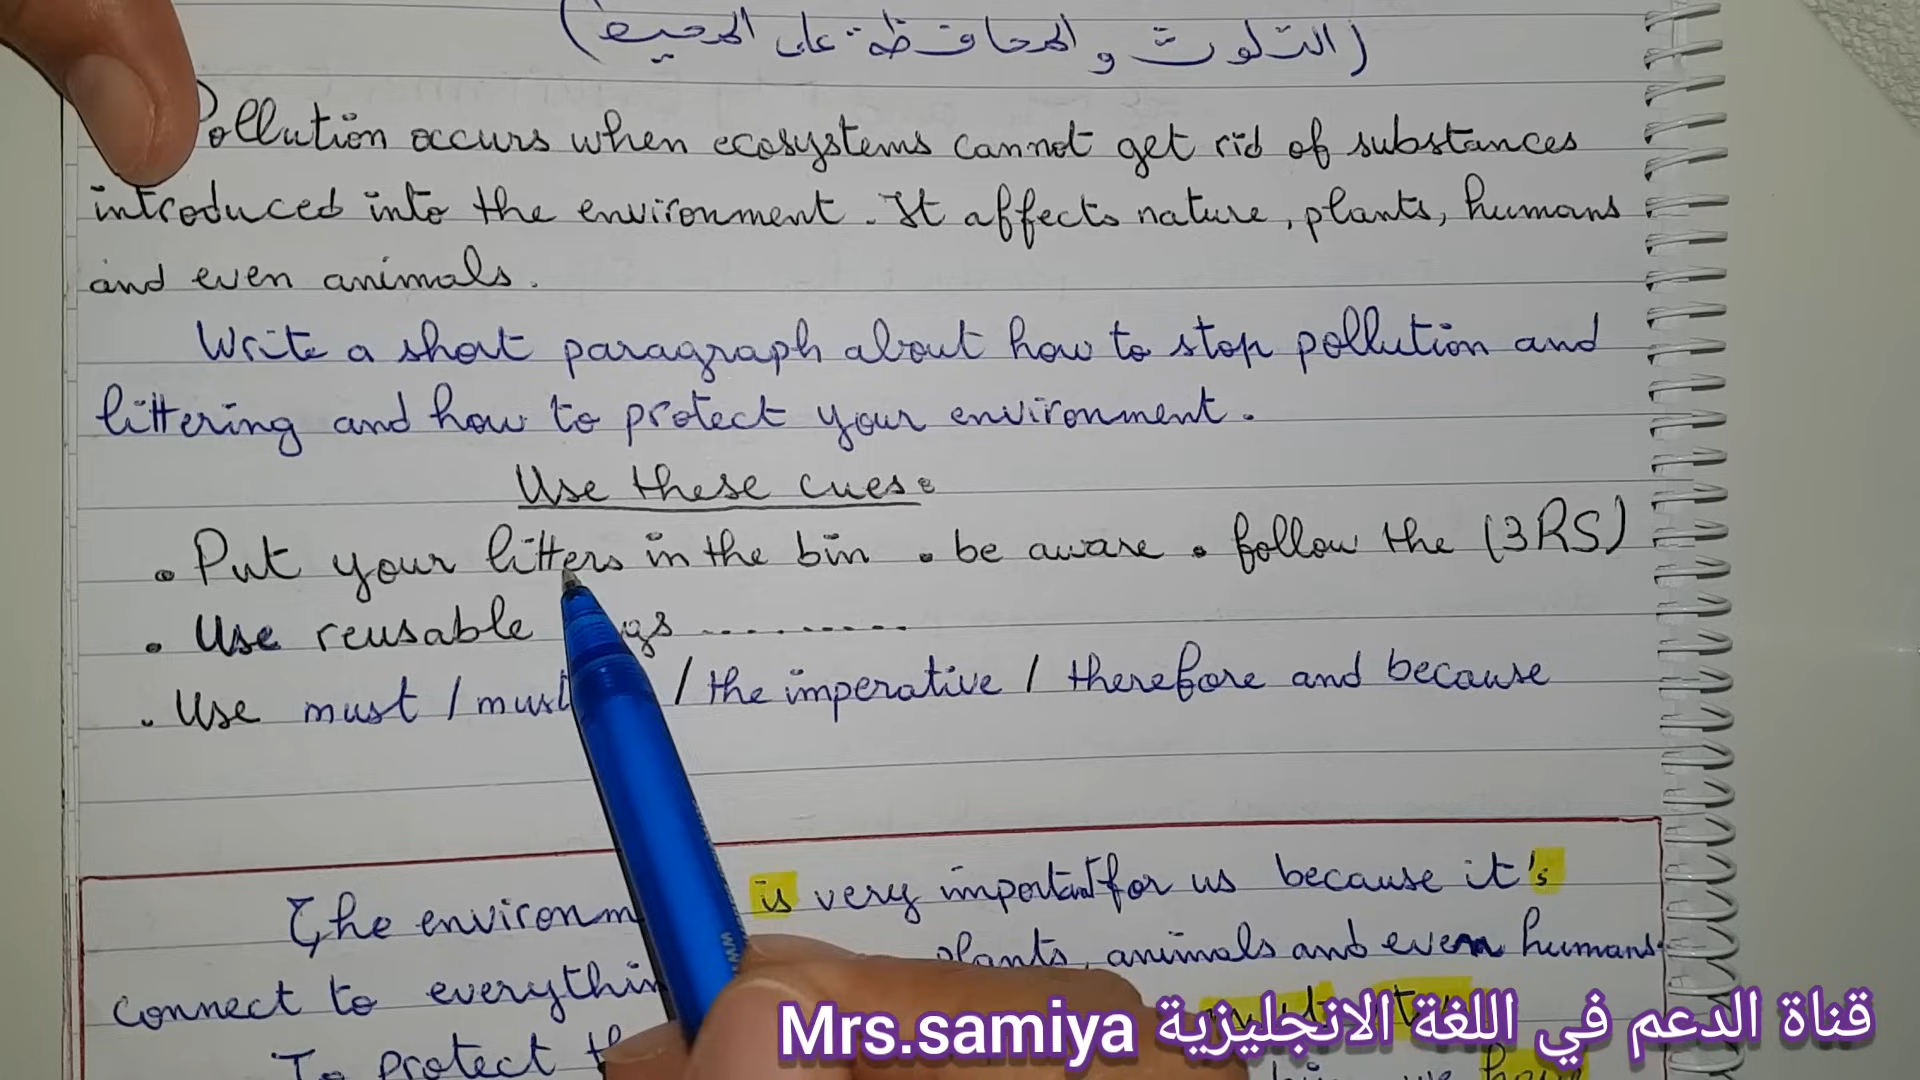 (التلوث والمحافظة على المحيط)
Pollution occurs when ecosystems cannot get rid of substances
introduced into the environment. It affects nature, plants, humans
and even animals.
Write a short paragraph about how to stop pollution and
littering and how to protect your environment.
Use these cues:
. Put your litters in the bin . be aware . follow the (3RS)
. Use reusable ..........
. Use must / / the imperative / therefore and because
The is very important for us because it's
connect to plants, animals and even humans.
To protect
Mrs.samiya قناة الدعم في اللغة الانجليزية